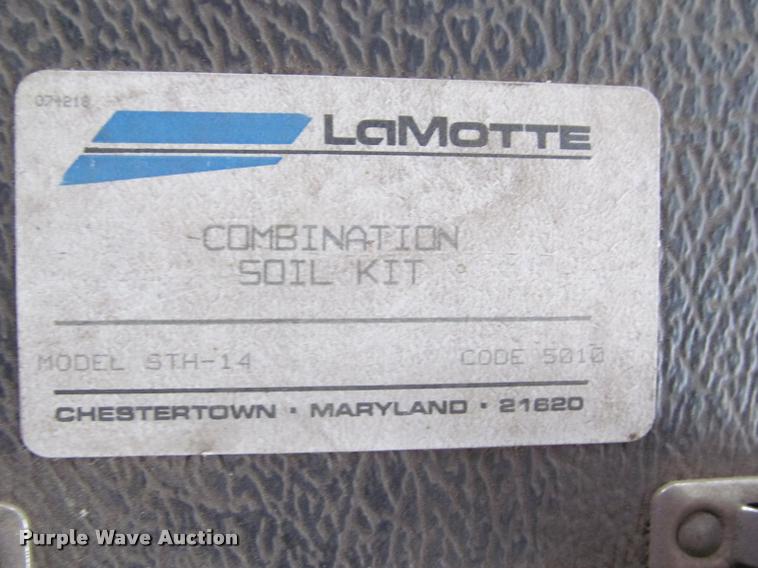 074218
LaMOTTE
COMBINATION
SOIL KIT
MODEL STH-14 CODE 5010
CHESTERTOWN • MARYLAND • 21620
Purple Wave Auction